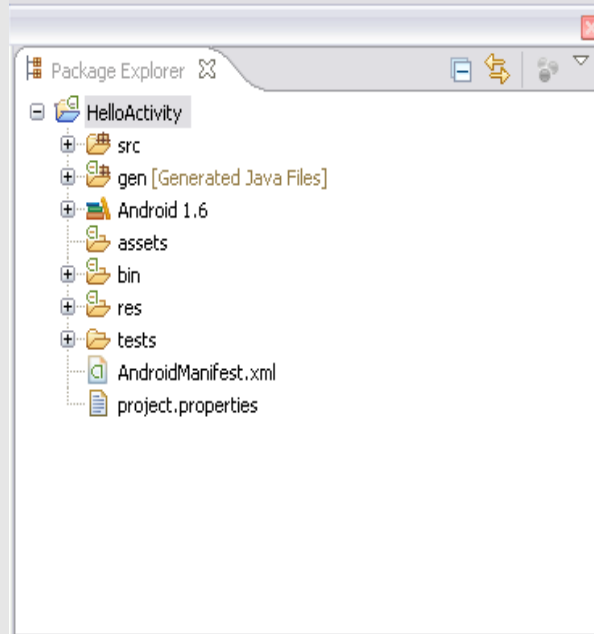 Package Explorer
HelloActivity
src
gen [Generated Java Files]
Android 1.6
assets
bin
res
tests
AndroidManifest.xml
project.properties